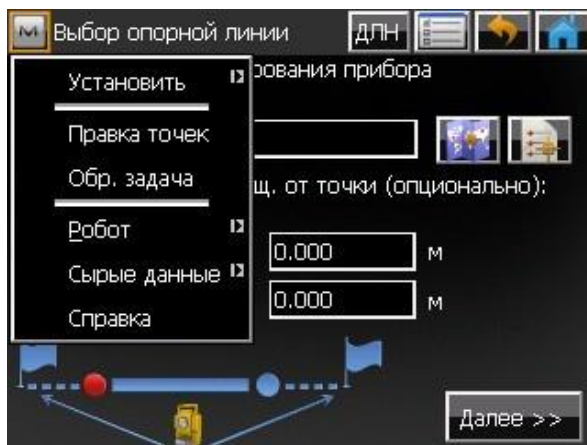 Выбор опорной линии
ДЛН
Установить
рования прибора
Правка точек
Обр. задача
щ. от точки (опционально):
Робот
0.000 м
Сырые данные
0.000 м
Справка
Далее >>